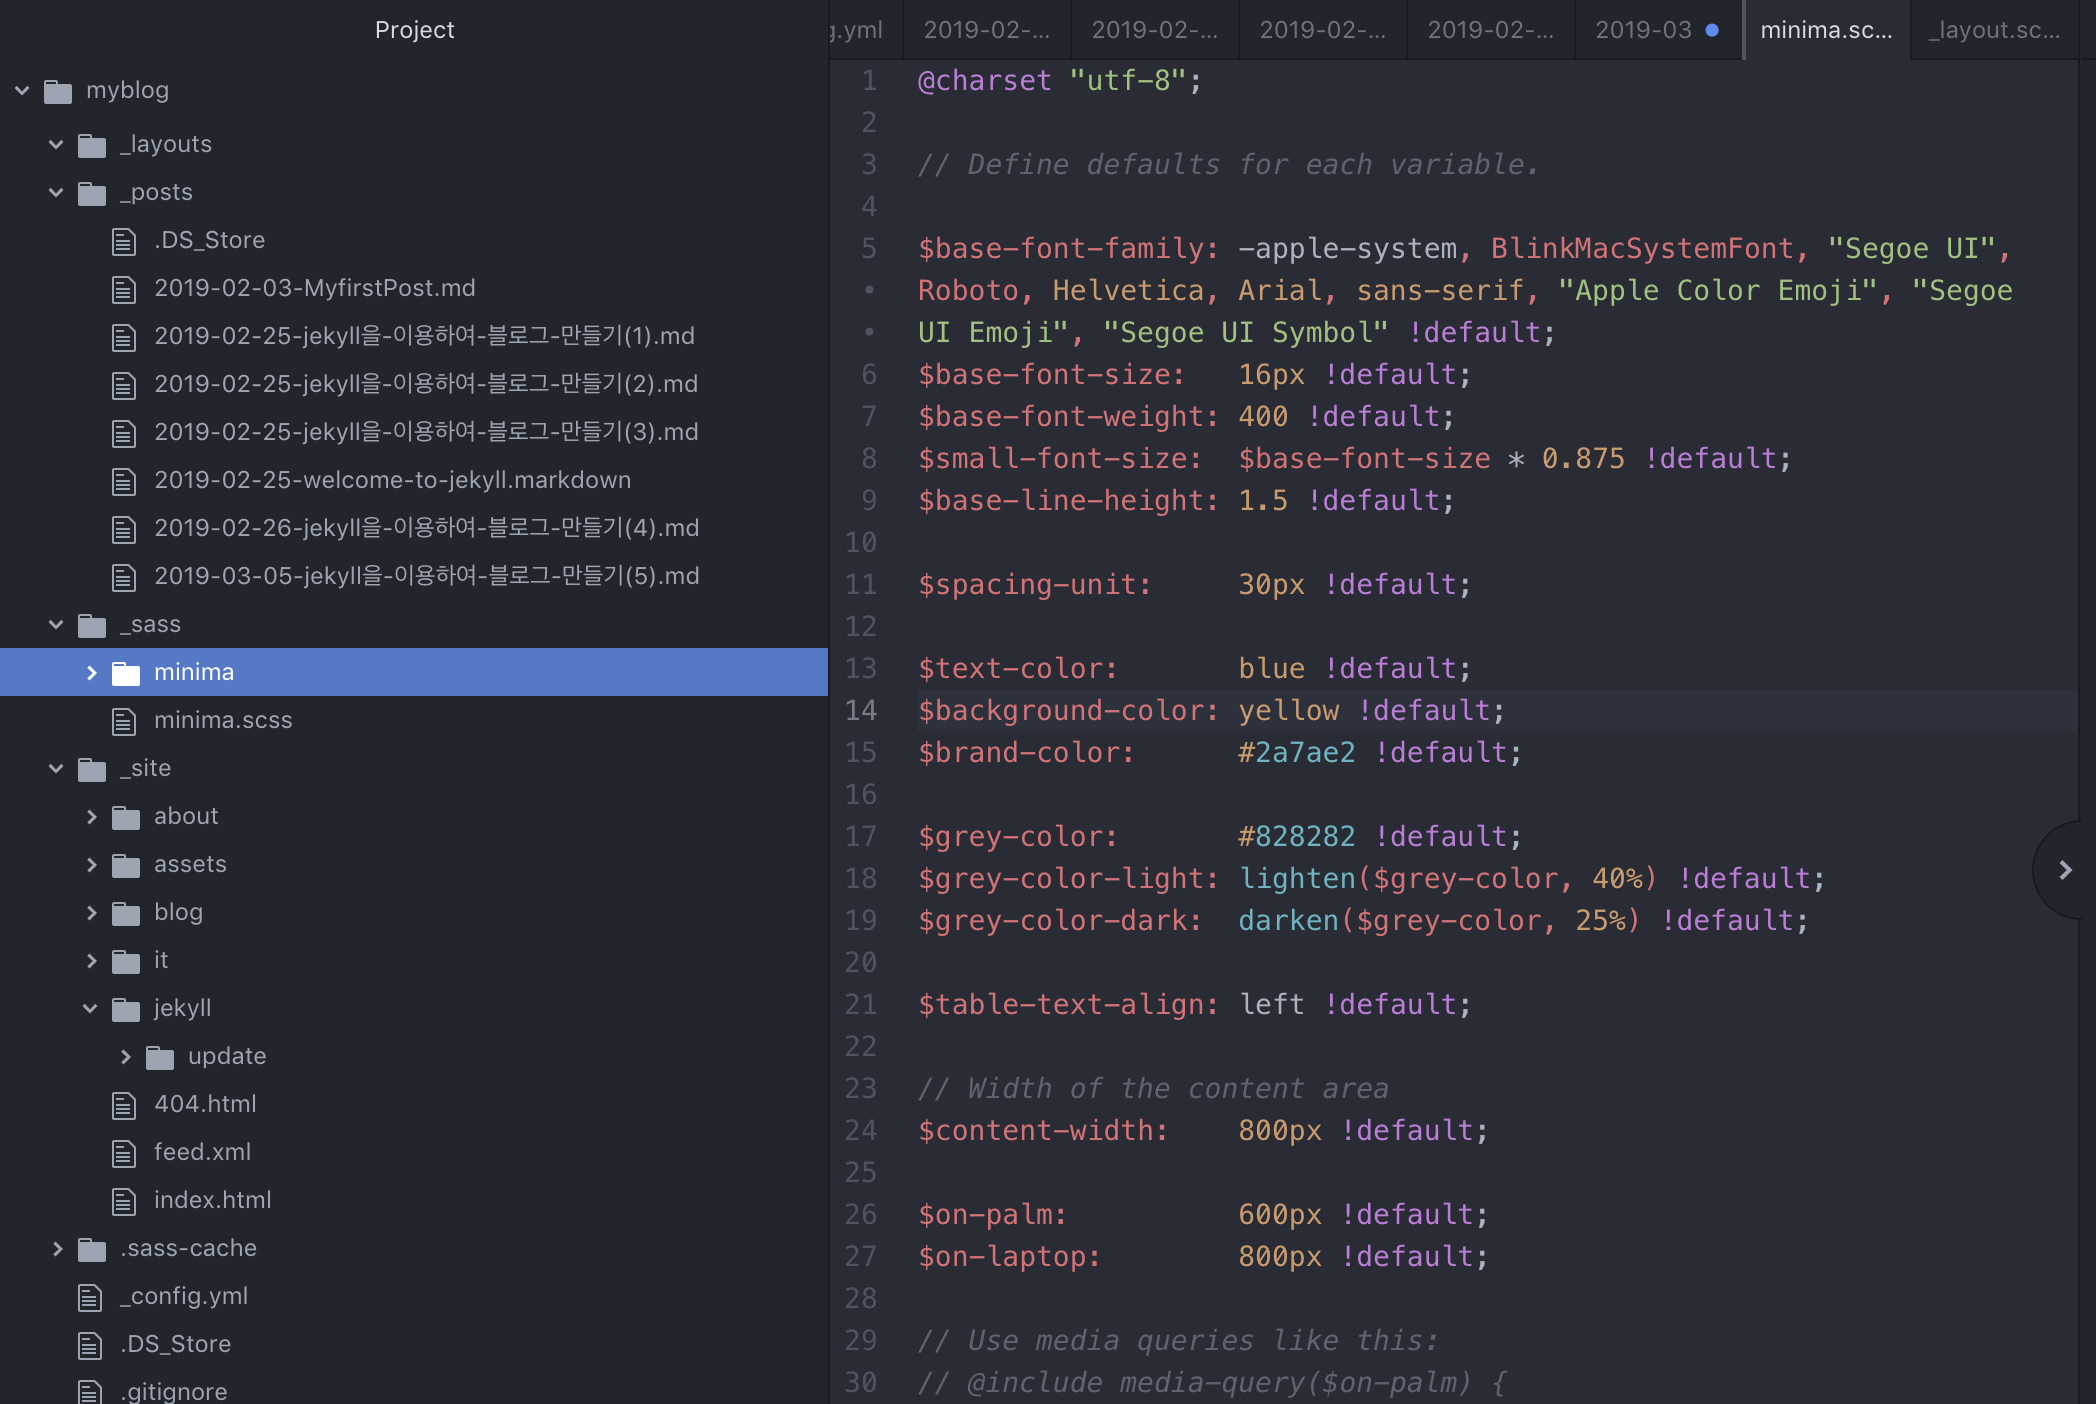 Project
myblog
_layouts
_posts
.DS_Store
2019-02-03-MyfirstPost.md
2019-02-25-jekyll을-이용하여-블로그-만들기(1).md
2019-02-25-jekyll을-이용하여-블로그-만들기(2).md
2019-02-25-jekyll을-이용하여-블로그-만들기(3).md
2019-02-25-welcome-to-jekyll.markdown
2019-02-26-jekyll을-이용하여-블로그-만들기(4).md
2019-03-05-jekyll을-이용하여-블로그-만들기(5).md
_sass
minima
minima.scss
_site
about
assets
blog
it
jekyll
update
404.html
feed.xml
index.html
.sass-cache
_config.yml
.DS_Store
.gitignore
g.yml 2019-02-... 2019-02-... 2019-02-... 2019-02-... 2019-03 minima.sc... _layout.sc...
1 @charset "utf-8";
2
3 // Define defaults for each variable.
4
5 $base-font-family: -apple-system, BlinkMacSystemFont, "Segoe UI",
• Roboto, Helvetica, Arial, sans-serif, "Apple Color Emoji", "Segoe
• UI Emoji", "Segoe UI Symbol" !default;
6 $base-font-size:   16px !default;
7 $base-font-weight: 400 !default;
8 $small-font-size:  $base-font-size * 0.875 !default;
9 $base-line-height: 1.5 !default;
10
11 $spacing-unit:     30px !default;
12
13 $text-color:       blue !default;
14 $background-color: yellow !default;
15 $brand-color:      #2a7ae2 !default;
16
17 $grey-color:       #828282 !default;
18 $grey-color-light: lighten($grey-color, 40%) !default;
19 $grey-color-dark:  darken($grey-color, 25%) !default;
20
21 $table-text-align: left !default;
22
23 // Width of the content area
24 $content-width:    800px !default;
25
26 $on-palm:          600px !default;
27 $on-laptop:        800px !default;
28
29 // Use media queries like this:
30 // @include media-query($on-palm) {